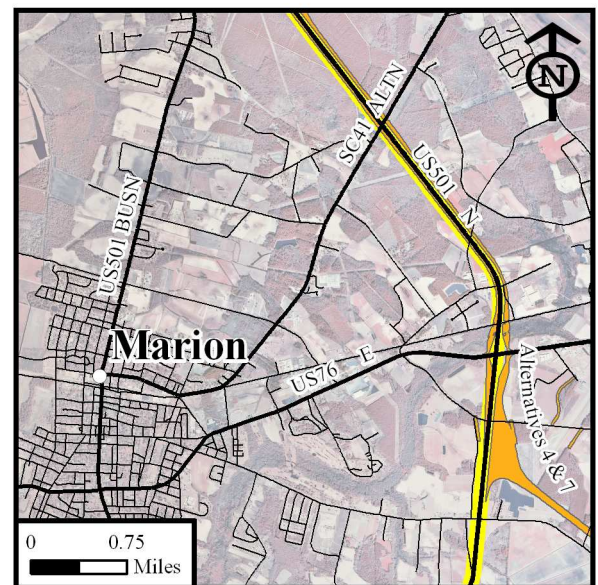 N
SC41 ALTN
US501 N
US501 BUSN
Marion
US76 E
Alternatives 4 & 7
0 0.75
Miles